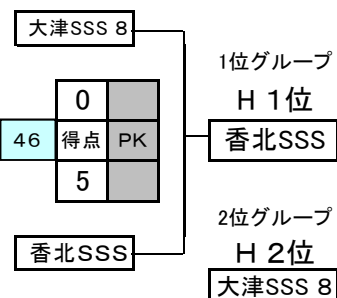 大津SSS 8
1位グループ
H 1位
0
46 得点 PK
香北SSS
5
2位グループ
香北ＳＳＳ
H 2位
大津SSS 8